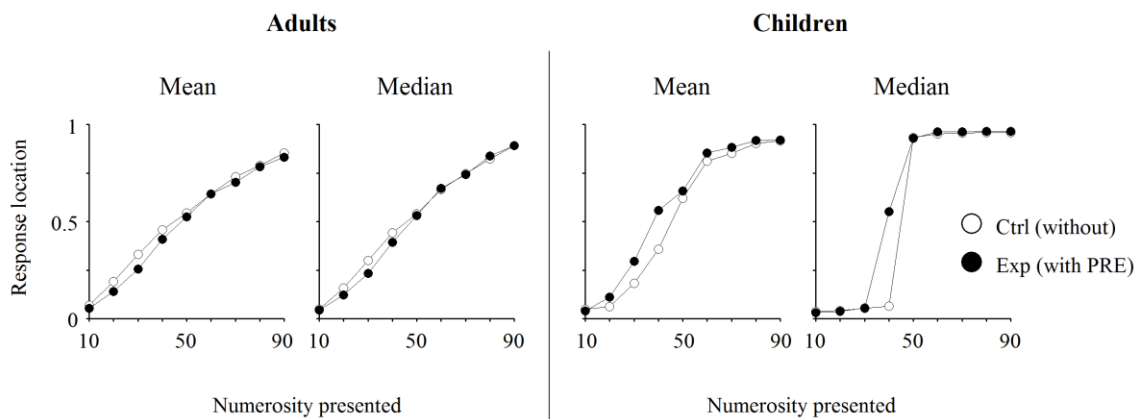 Adults
Children
Mean
Median
Mean
Median
Response location
1
0.5
0
10
50
90
10
50
90
10
50
90
10
50
90
Ctrl (without)
Exp (with PRE)
Numerosity presented
Numerosity presented